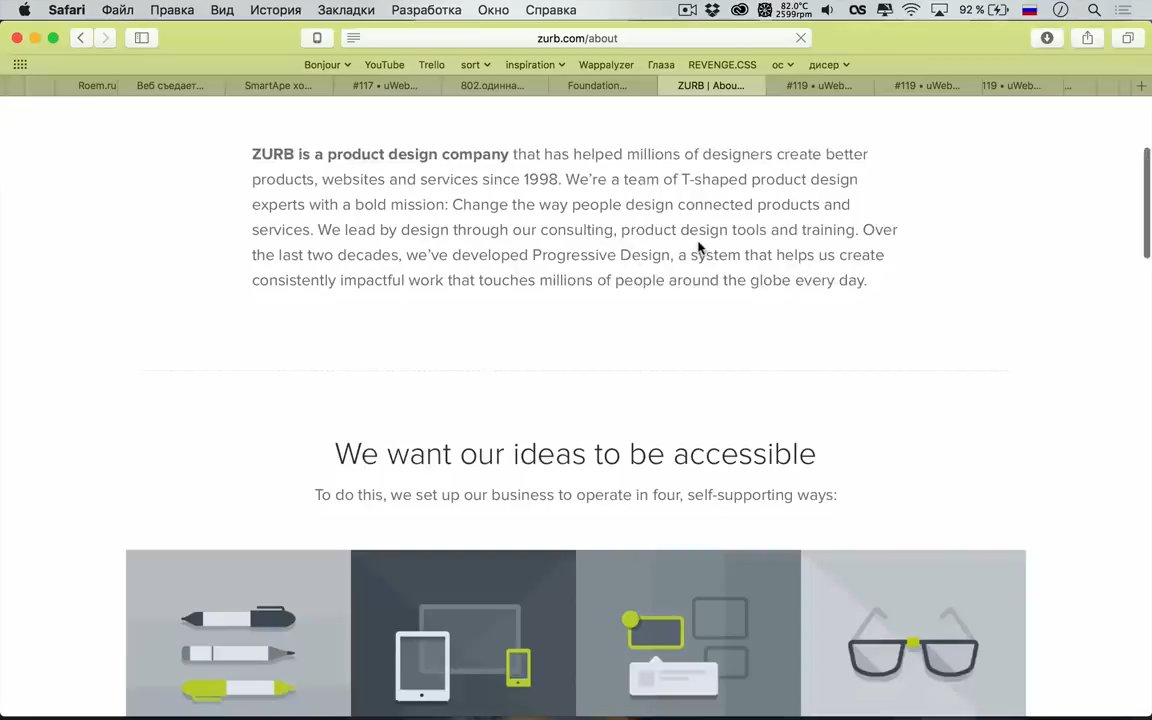 Safari Файл Правка Вид История Закладки Разработка Окно Справка 82.0°C 2599rpm 92 %
zurb.com/about
Bonjour YouTube Trello sort inspiration Wappalyzer Глаза REVENGE.CSS ос дисер
Roem.ru Веб съедает... SmartApe хо... #117 • uWeb... 802.одинна... Foundation... ZURB | Abou... #119 • uWeb... #119 • uWeb... 119 • uWeb... ...
ZURB is a product design company that has helped millions of designers create better
products, websites and services since 1998. We’re a team of T-shaped product design
experts with a bold mission: Change the way people design connected products and
services. We lead by design through our consulting, product design tools and training. Over
the last two decades, we’ve developed Progressive Design, a system that helps us create
consistently impactful work that touches millions of people around the globe every day.
We want our ideas to be accessible
To do this, we set up our business to operate in four, self-supporting ways: